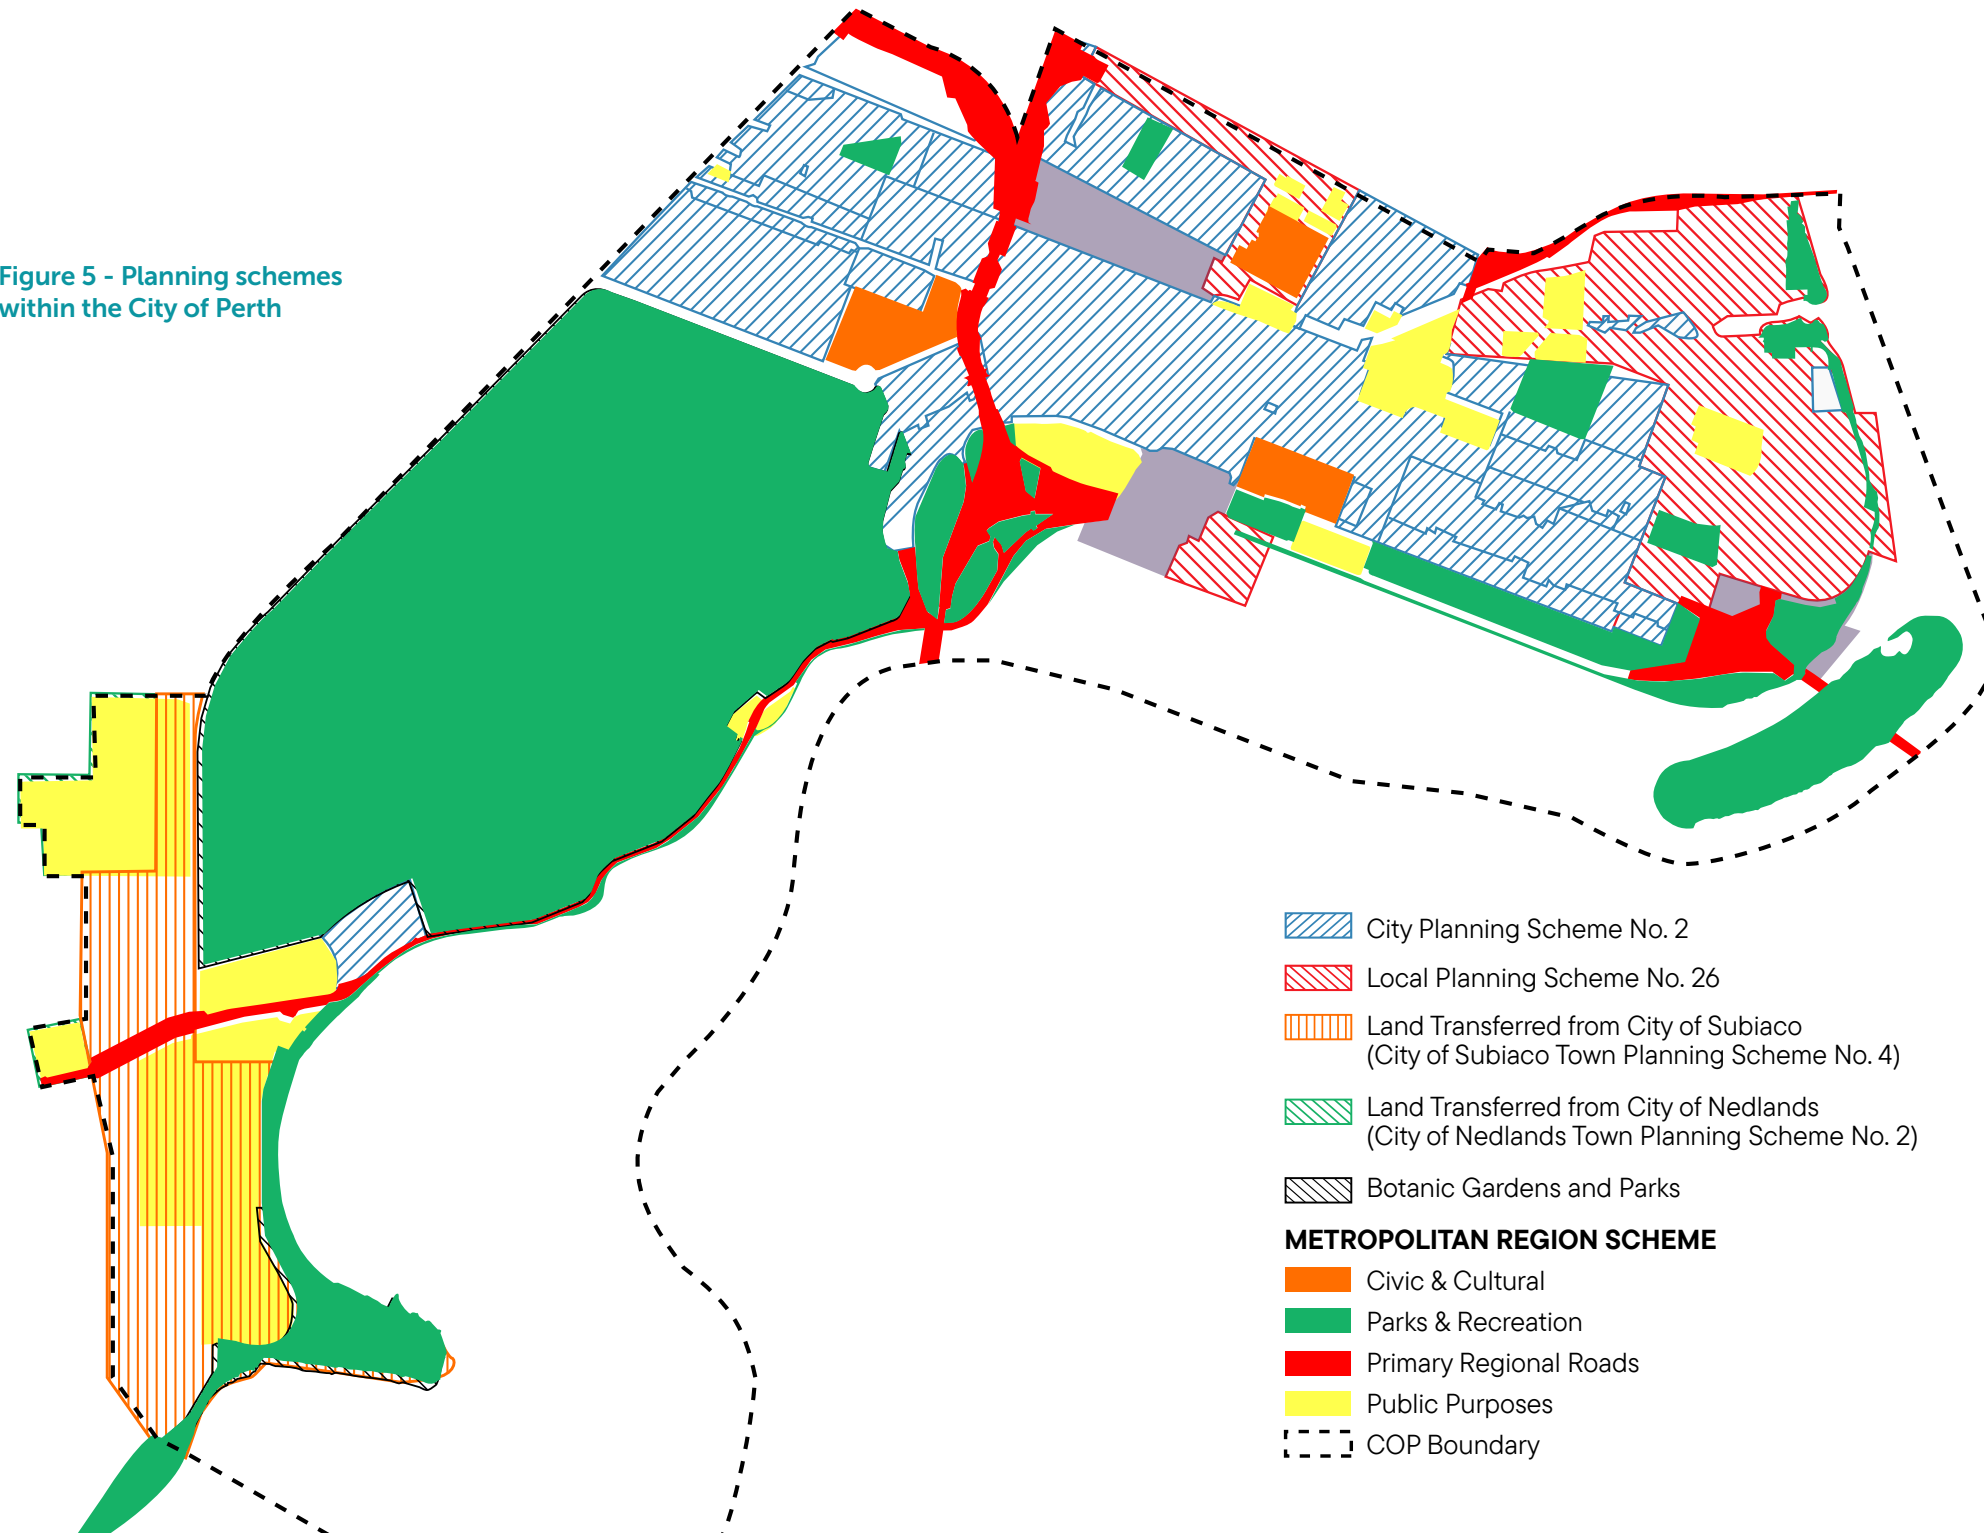 Figure 5 - Planning schemes
within the City of Perth
City Planning Scheme No. 2
Local Planning Scheme No. 26
Land Transferred from City of Subiaco
(City of Subiaco Town Planning Scheme No. 4)
Land Transferred from City of Nedlands
(City of Nedlands Town Planning Scheme No. 2)
Botanic Gardens and Parks
METROPOLITAN REGION SCHEME
Civic & Cultural
Parks & Recreation
Primary Regional Roads
Public Purposes
COP Boundary